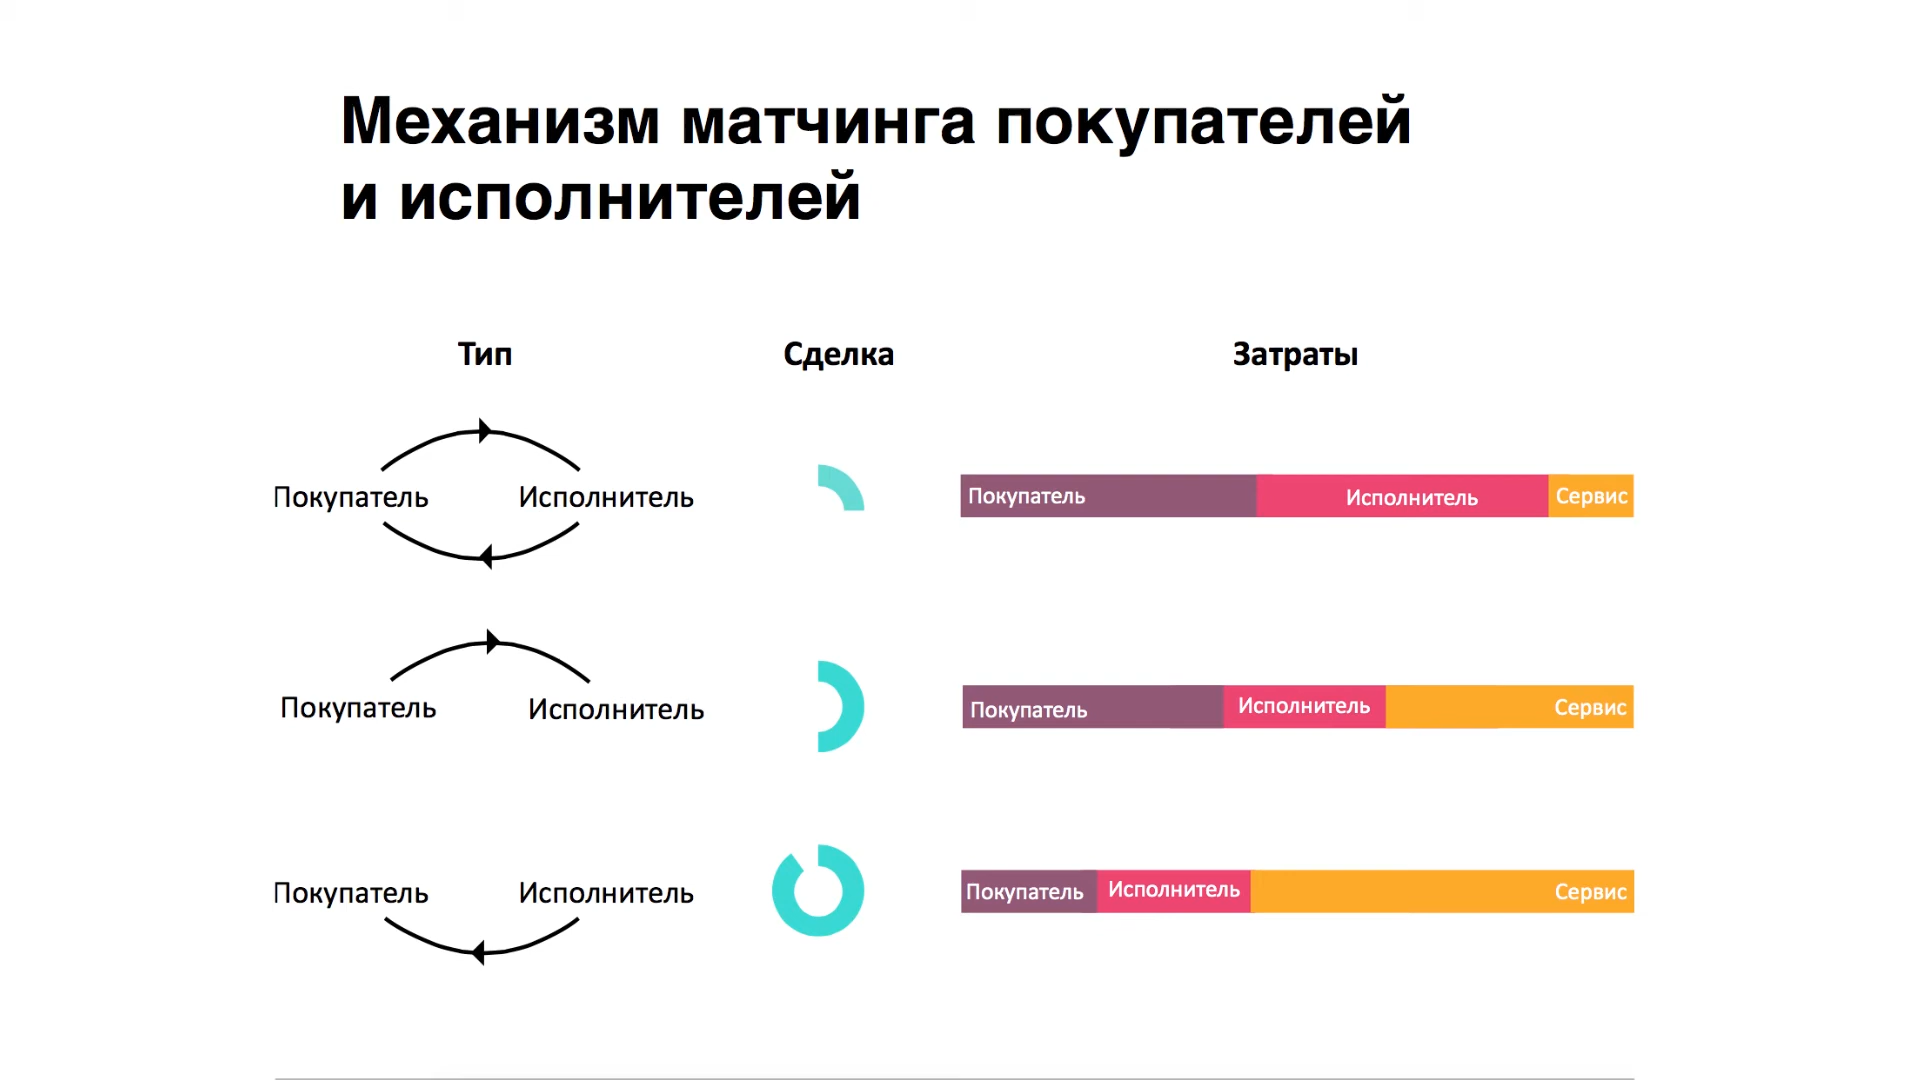 Механизм матчинга покупателей
и исполнителей
Тип
Сделка
Затраты
Покупатель
Исполнитель
Покупатель
Исполнитель
Сервис
Покупатель
Исполнитель
Покупатель
Исполнитель
Сервис
Покупатель
Исполнитель
Покупатель
Исполнитель
Сервис